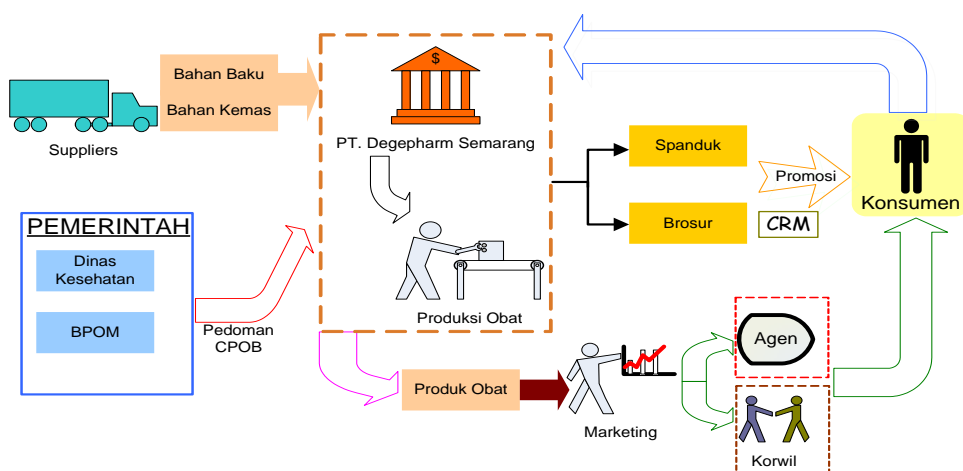 Bahan Baku
Bahan Kemas
Suppliers
$
PT. Degepharm Semarang
Produksi Obat
PEMERINTAH
Dinas
Kesehatan
BPOM
Pedoman
CPOB
Spanduk
Brosur
Promosi
CRM
Konsumen
Produk Obat
Marketing
Agen
Korwil